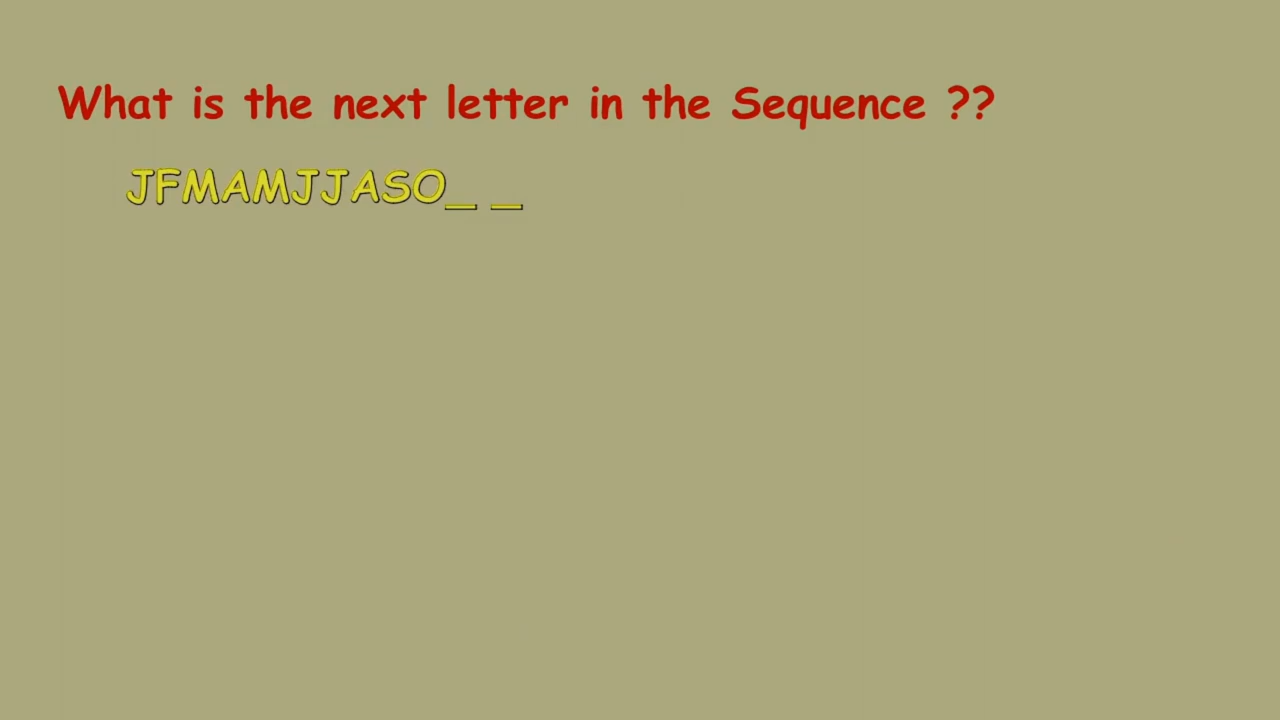 What is the next letter in the Sequence ??
JFMAMJJASO_ _